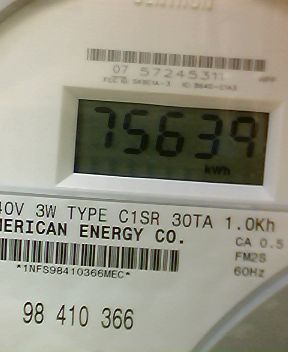 07 57245311
75639
kWh
40V 3W TYPE C1SR 30TA 1.0Kh
MERICAN ENERGY CO.
CA 0.5
FM2S
60Hz
*1NFS98410366MEC*
98 410 366